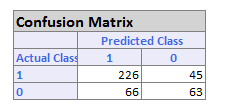 Confusion Matrix
Predicted Class
Actual Class 1 0
1 226 45
0 66 63